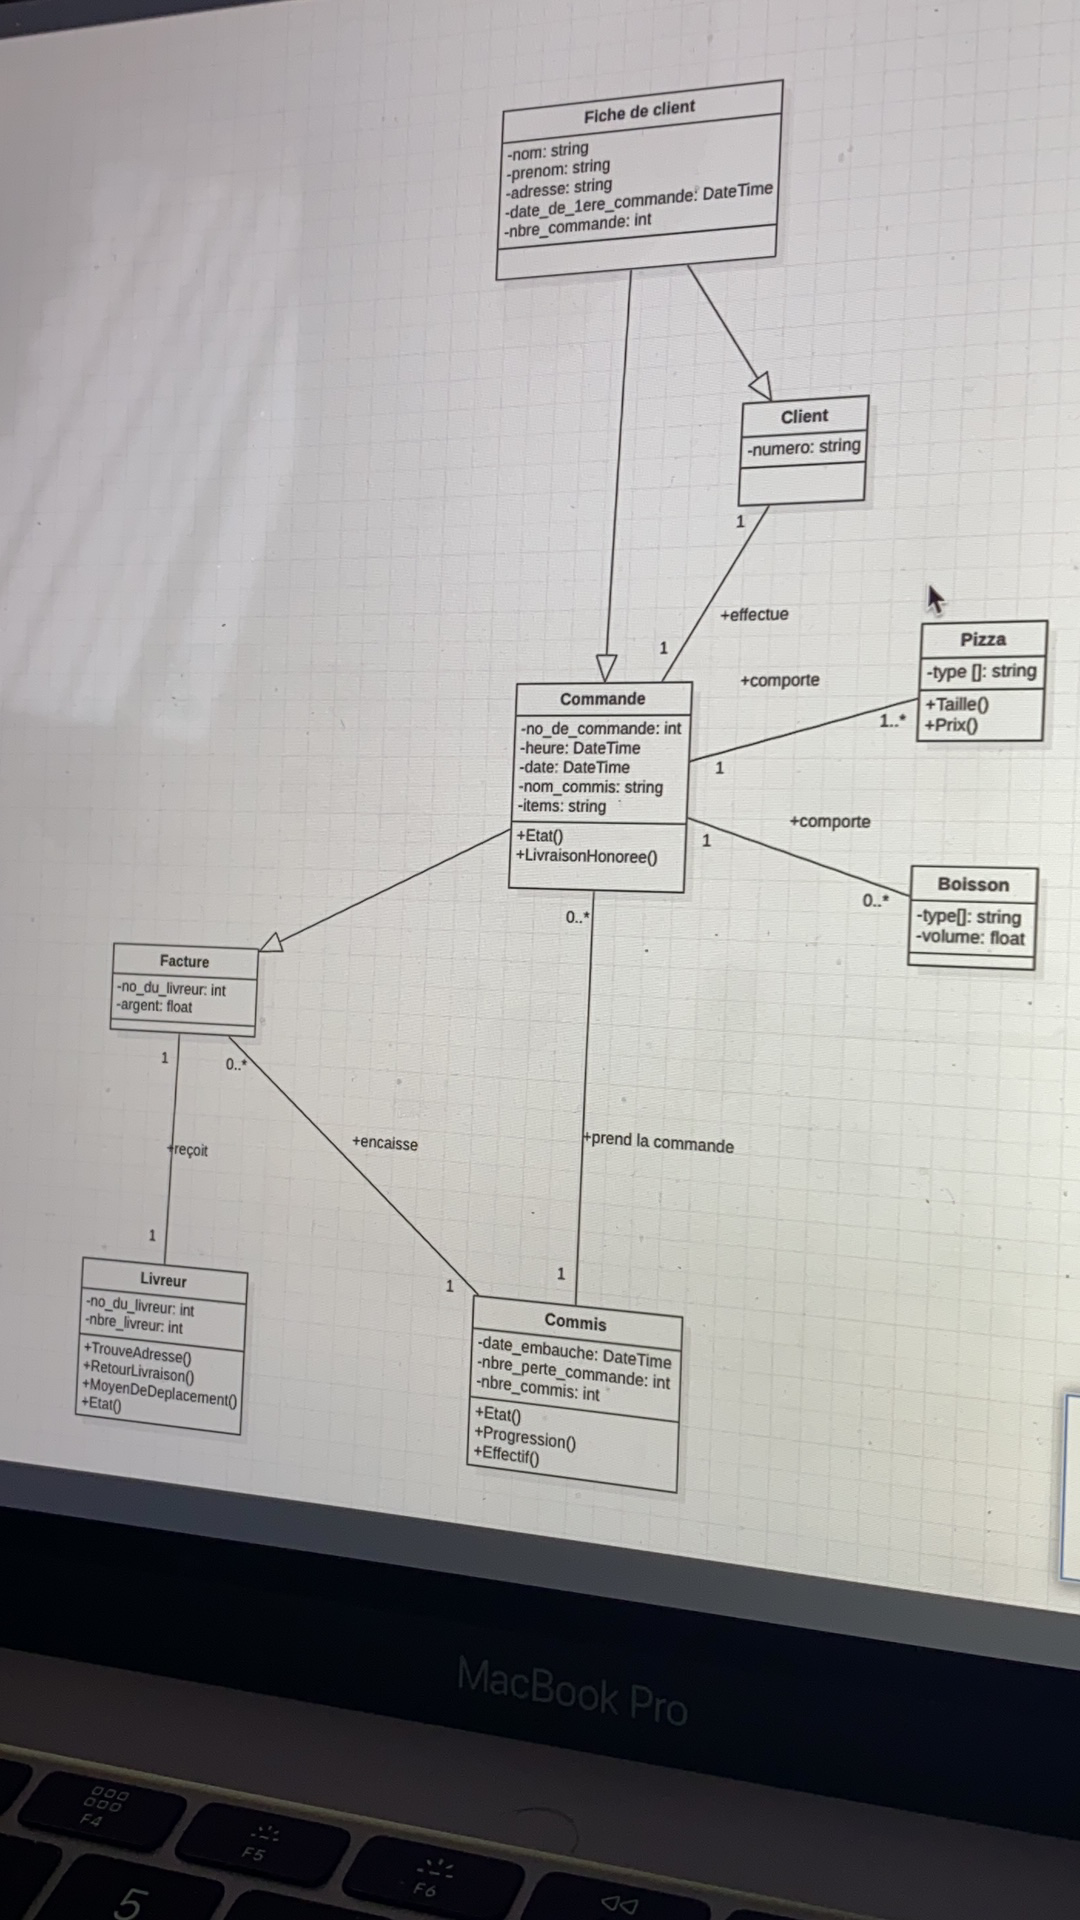 Fiche de client
-nom: string
-prenom: string
-adresse: string
-date_de_1ere_commande: DateTime
-nbre_commande: int
Client
-numero: string
1
+effectue
1
Pizza
-type []: string
+Taille()
+Prix()
+comporte
1..*
1
Commande
-no_de_commande: int
-heure: DateTime
-date: DateTime
-nom_commis: string
-items: string
+Etat()
+LivraisonHonoree()
+comporte
1
0..*
Boisson
-type[]: string
-volume: float
0..*
Facture
-no_du_livreur: int
-argent: float
1
0..*
+reçoit
+encaisse
+prend la commande
1
1
1
Livreur
-no_du_livreur: int
-nbre_livreur: int
+TrouveAdresse()
+RetourLivraison()
+MoyenDeDeplacement()
+Etat()
Commis
-date_embauche: DateTime
-nbre_perte_commande: int
-nbre_commis: int
+Etat()
+Progression()
+Effectif()
MacBook Pro
F4
F5
F6
5